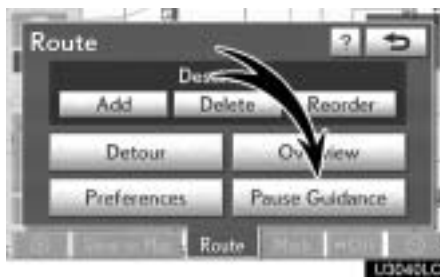 Route ?
Add Delete Reorder
Detour
Preferences Pause Guidance
Route
U3040LC